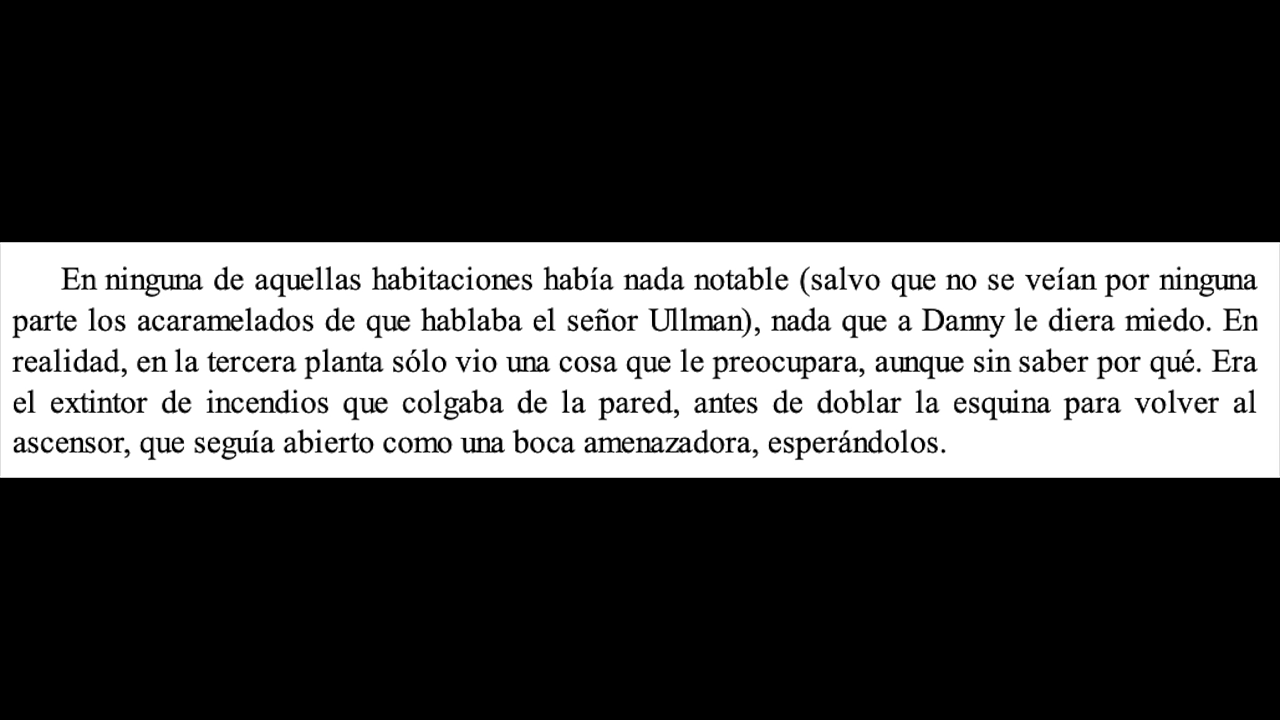 En ninguna de aquellas habitaciones había nada notable (salvo que no se veían por ninguna
parte los acaramelados de que hablaba el señor Ullman), nada que a Danny le diera miedo. En
realidad, en la tercera planta sólo vio una cosa que le preocupara, aunque sin saber por qué. Era
el extintor de incendios que colgaba de la pared, antes de doblar la esquina para volver al
ascensor, que seguía abierto como una boca amenazadora, esperándolos.